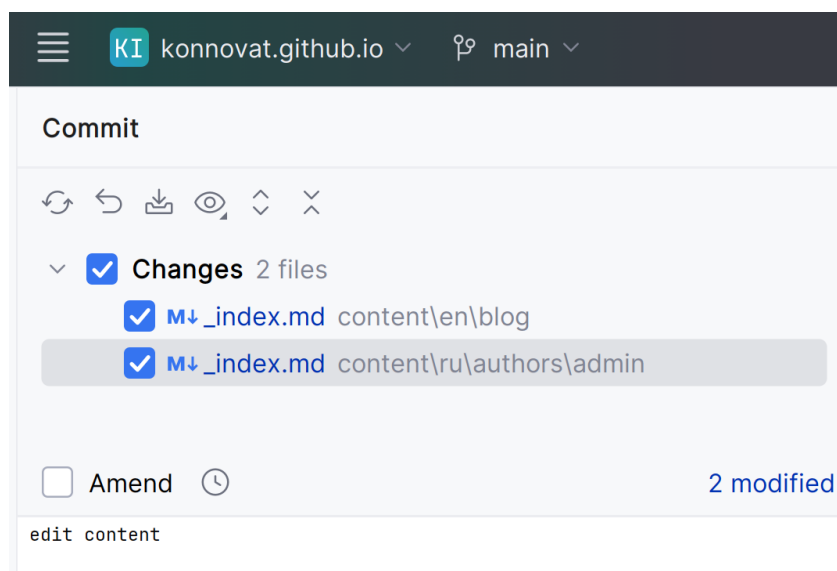 KI konnovat.github.io main
Commit
Changes 2 files
M↓ _index.md content\en\blog
M↓ _index.md content\ru\authors\admin
Amend 2 modified
edit content